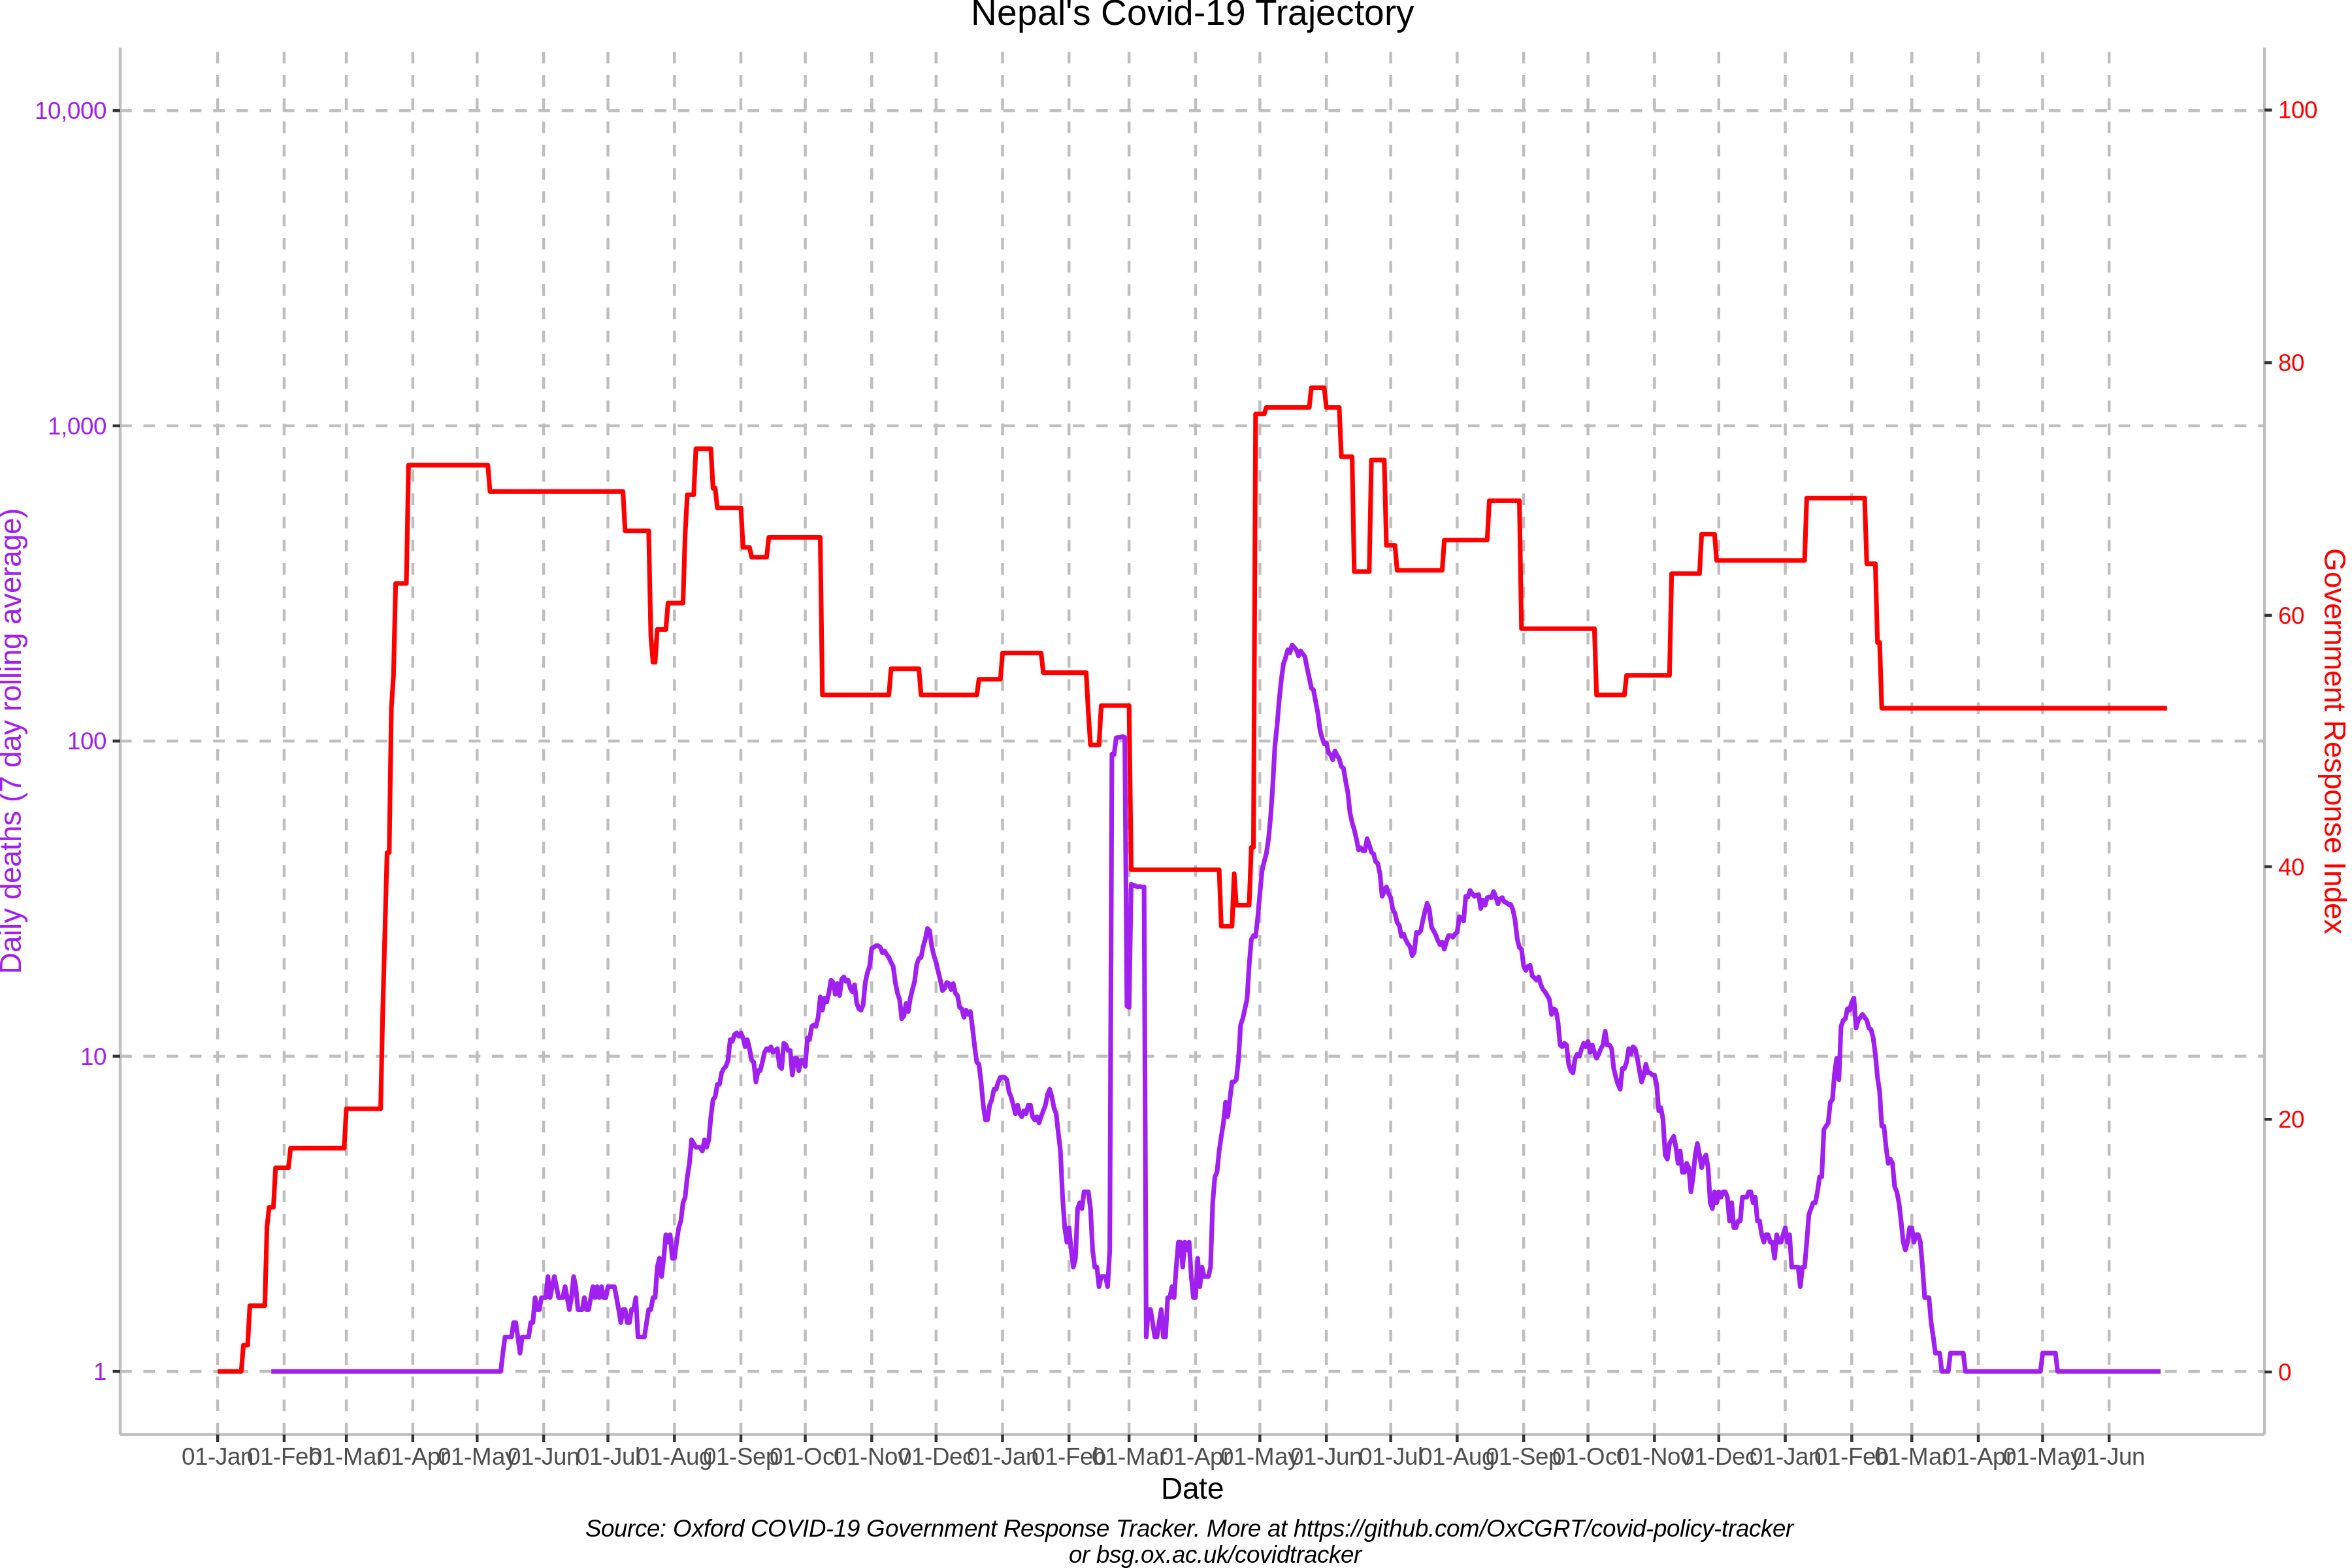 Nepal's Covid-19 Trajectory
10,000
1,000
100
10
1
Daily deaths (7 day rolling average)
100
80
60
40
20
0
Government Response Index
01-Jan 01-Feb 01-Mar 01-Apr 01-May 01-Jun 01-Jul 01-Aug 01-Sep 01-Oct 01-Nov 01-Dec 01-Jan 01-Feb 01-Mar 01-Apr 01-May 01-Jun 01-Jul 01-Aug 01-Sep 01-Oct 01-Nov 01-Dec 01-Jan 01-Feb 01-Mar 01-Apr 01-May 01-Jun
Date
Source: Oxford COVID-19 Government Response Tracker. More at https://github.com/OxCGRT/covid-policy-tracker
or bsg.ox.ac.uk/covidtracker